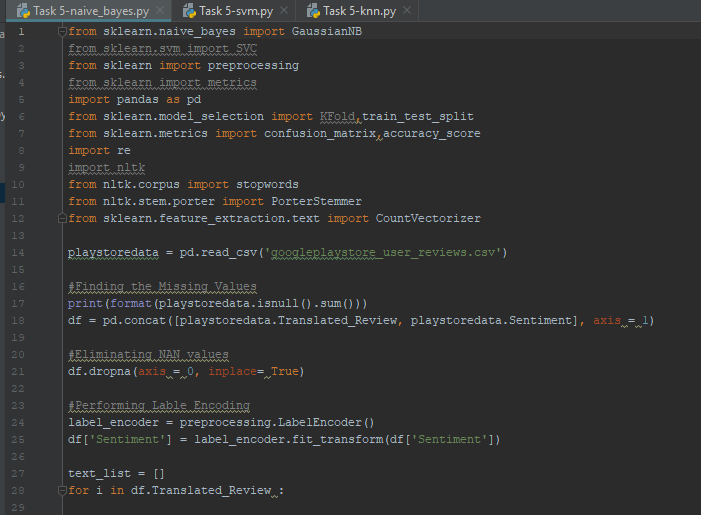 Task 5-naive_bayes.py × Task 5-svm.py × Task 5-knn.py ×
1 from sklearn.naive_bayes import GaussianNB
2 from sklearn.svm import SVC
3 from sklearn import preprocessing
4 from sklearn import metrics
5 import pandas as pd
6 from sklearn.model_selection import KFold,train_test_split
7 from sklearn.metrics import confusion_matrix,accuracy_score
8 import re
9 import nltk
10 from nltk.corpus import stopwords
11 from nltk.stem.porter import PorterStemmer
12 from sklearn.feature_extraction.text import CountVectorizer
13
14 playstoredata = pd.read_csv('googleplaystore_user_reviews.csv')
15
16 #Finding the Missing Values
17 print(format(playstoredata.isnull().sum()))
18 df = pd.concat([playstoredata.Translated_Review, playstoredata.Sentiment], axis = 1)
19
20 #Eliminating NAN values
21 df.dropna(axis = 0, inplace= True)
22
23 #Performing Lable Encoding
24 label_encoder = preprocessing.LabelEncoder()
25 df['Sentiment'] = label_encoder.fit_transform(df['Sentiment'])
26
27 text_list = []
28 for i in df.Translated_Review :
29